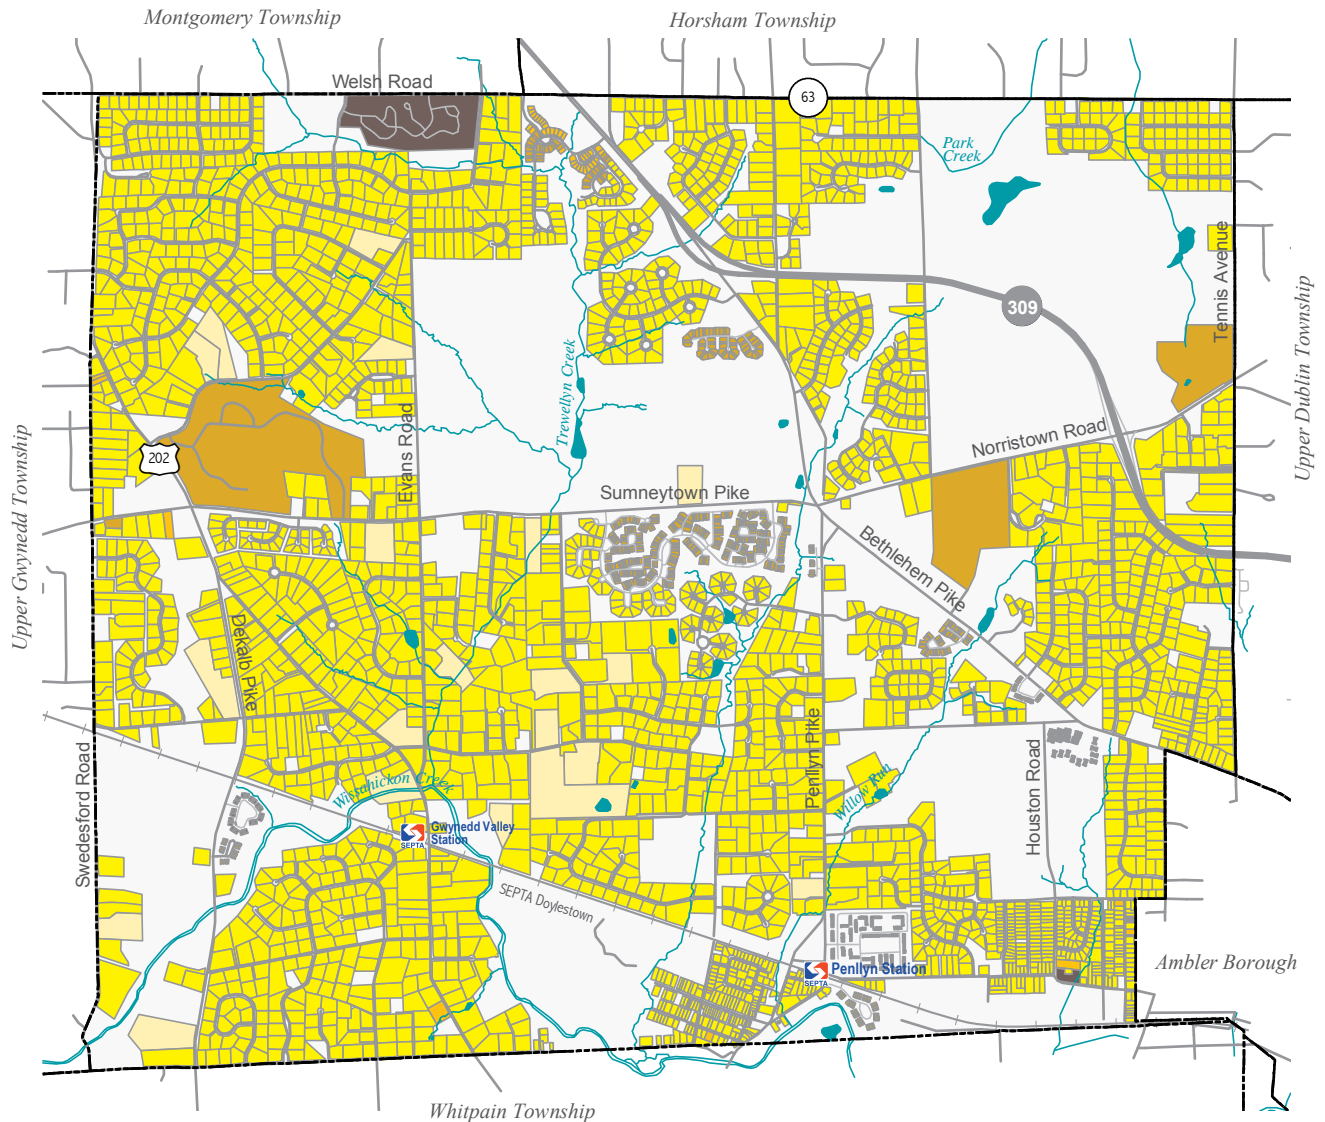 Montgomery Township
Horsham Township
Welsh Road
63
Park
Creek
Tennis Avenue
309
Upper Dublin Township
Trewellyn Creek
Evans Road
Norristown Road
202
Upper Gwynedd Township
Sumneytown Pike
Bethlehem Pike
Dekalb Pike
Penllyn Pike
Swedesford Road
Houston Road
Wissahickon Creek
Willow Run
Gwynedd Valley
Station
SEPTA
SEPTA Doylestown
Penllyn Station
SEPTA
Ambler Borough
Whitpain Township